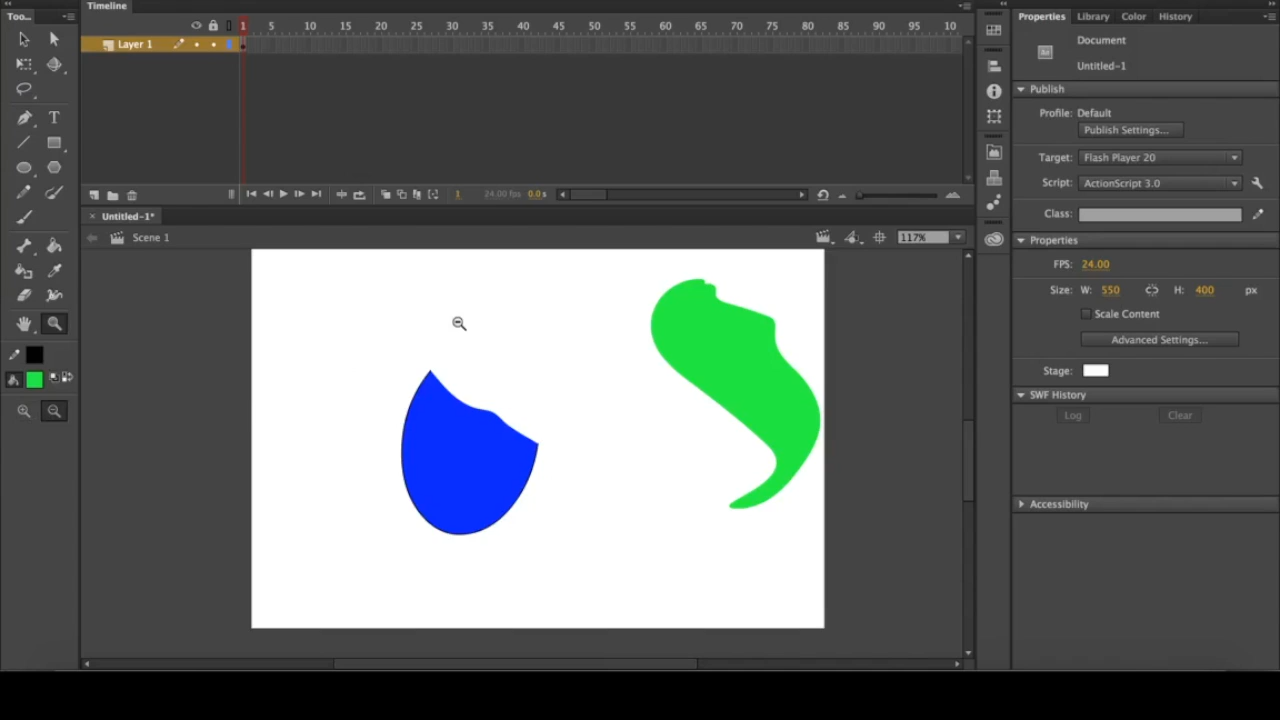 Too...
Timeline
1 5 10 15 20 25 30 35 40 45 50 55 60 65 70 75 80 85 90 95 10
Layer 1
1 24.00 fps 0.0 s
Untitled-1*
Scene 1
117%
Properties Library Color History
Document
Untitled-1
Publish
Profile: Default
Publish Settings...
Target: Flash Player 20
Script: ActionScript 3.0
Class:
Properties
FPS: 24.00
Size: W: 550 H: 400 px
Scale Content
Advanced Settings...
Stage:
SWF History
Log Clear
Accessibility